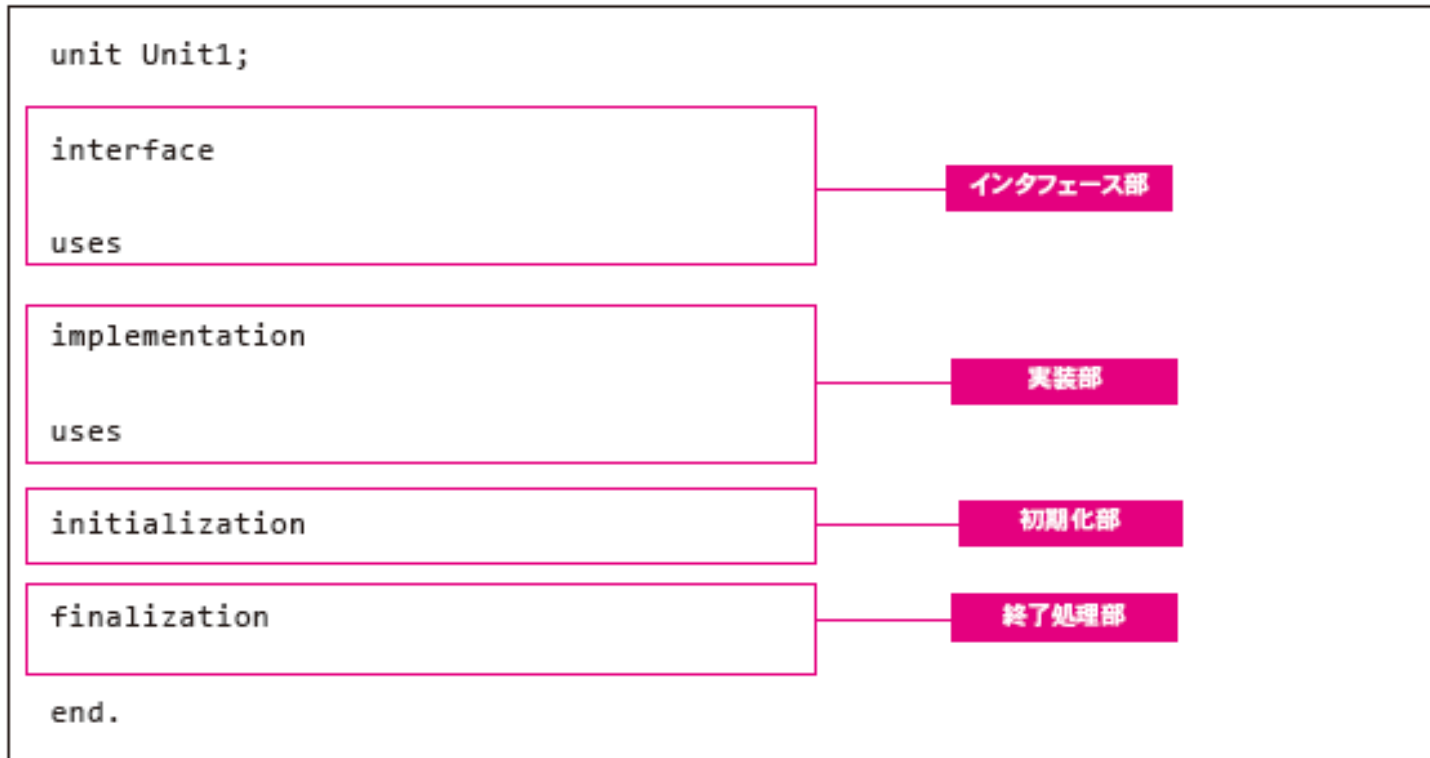 unit Unit1;
interface
インタフェース部
uses
implementation
実装部
uses
initialization
初期化部
finalization
終了処理部
end.